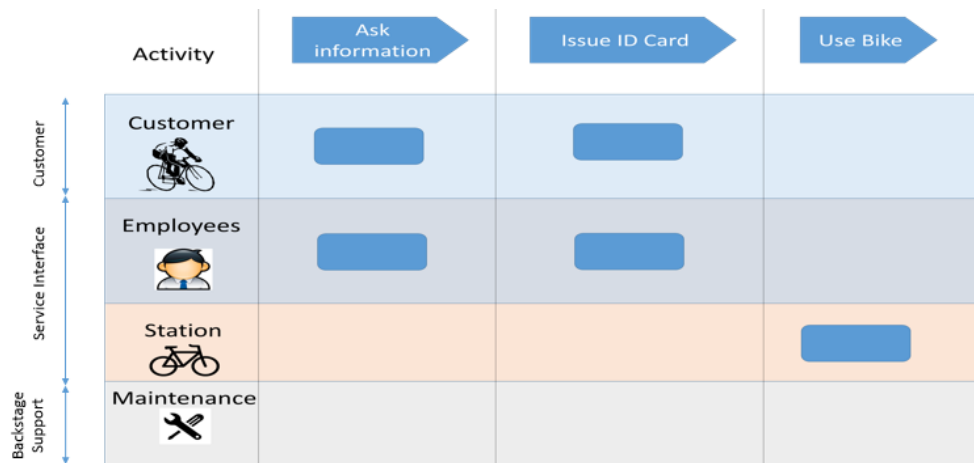 Activity
Ask
information
Issue ID Card
Use Bike
Customer
Customer
Service Interface
Employees
Station
Backstage
Support
Maintenance